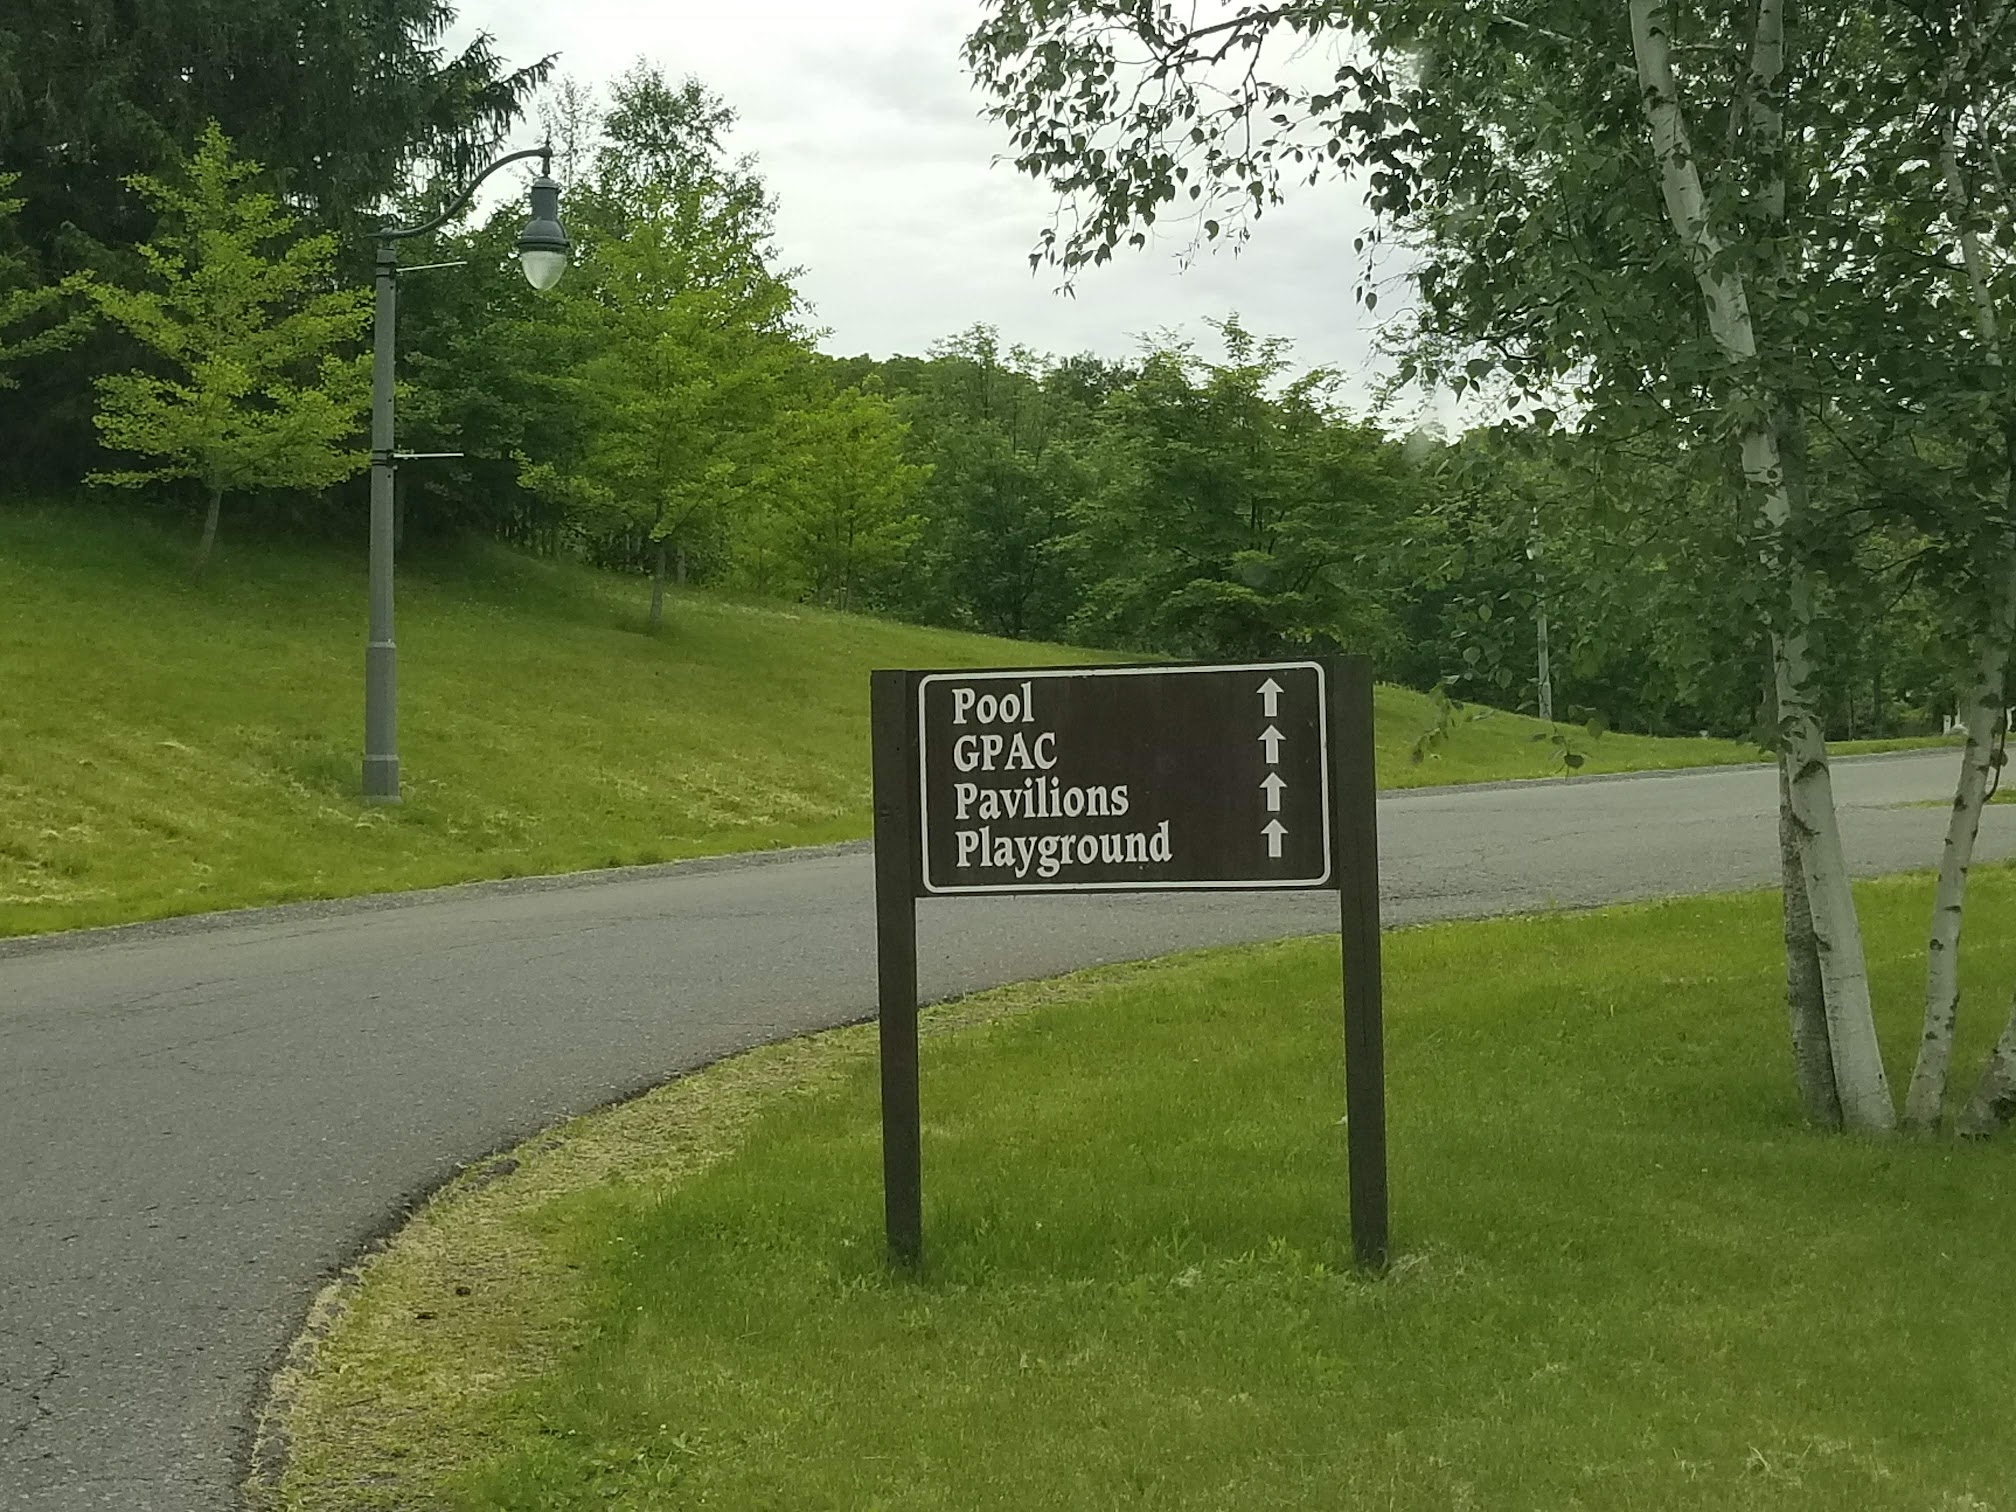 Pool ⬆
GPAC ⬆
Pavilions ⬆
Playground ⬆